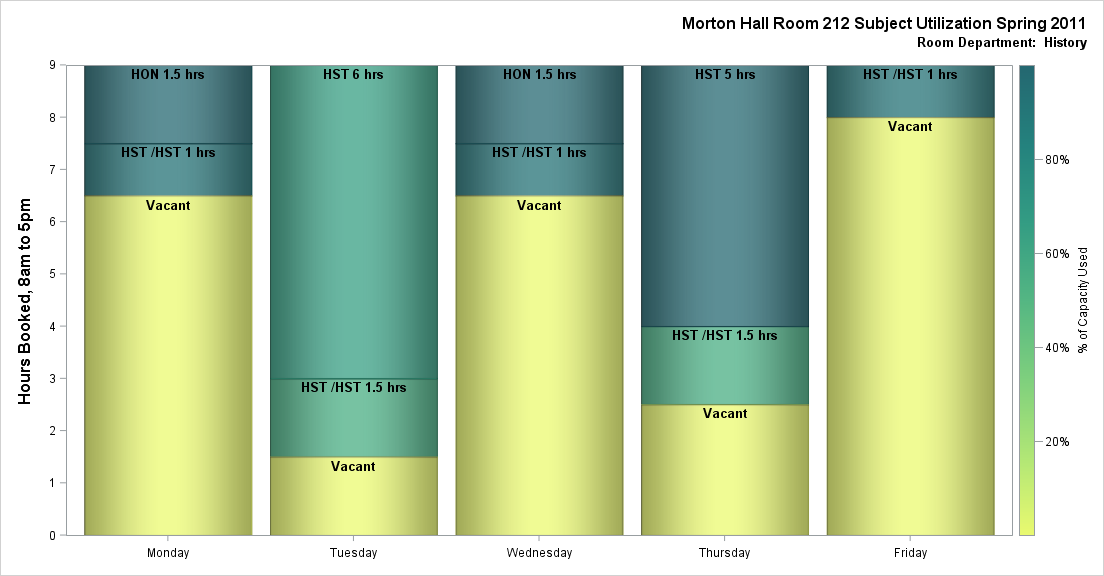 Morton Hall Room 212 Subject Utilization Spring 2011
Room Department: History
Hours Booked, 8am to 5pm
9
8
7
6
5
4
3
2
1
0
HON 1.5 hrs
HST /HST 1 hrs
Vacant
HST 6 hrs
HST /HST 1.5 hrs
Vacant
HON 1.5 hrs
HST /HST 1 hrs
Vacant
HST 5 hrs
HST /HST 1.5 hrs
Vacant
HST /HST 1 hrs
Vacant
Monday
Tuesday
Wednesday
Thursday
Friday
80%
60%
40%
20%
% of Capacity Used